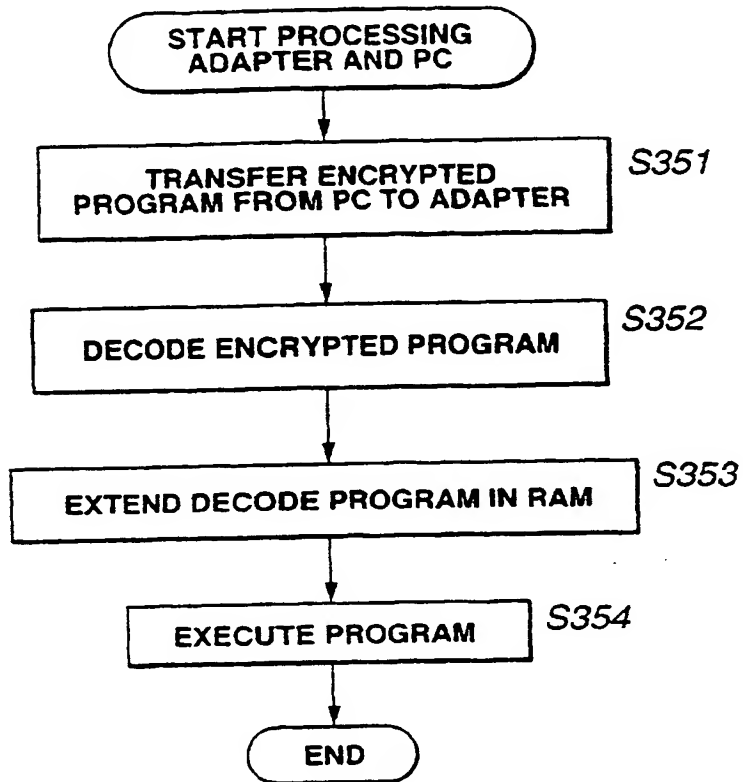 START PROCESSING
ADAPTER AND PC
TRANSFER ENCRYPTED
PROGRAM FROM PC TO ADAPTER
S351
DECODE ENCRYPTED PROGRAM
S352
EXTEND DECODE PROGRAM IN RAM
S353
EXECUTE PROGRAM
S354
END